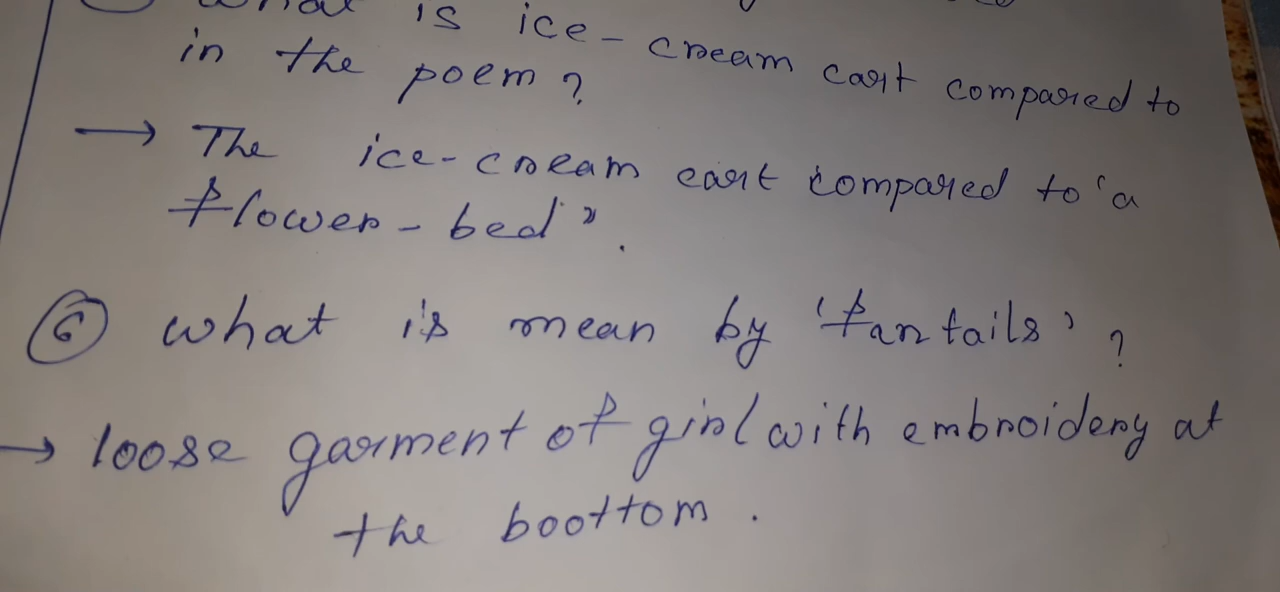 What is ice-cream cart compared to
in the poem?
→ The ice-cream cart compared to 'a
flower-bed".
6 what is mean by 'fantails'?
→ loose garment of girl with embroidery at
the boottom.